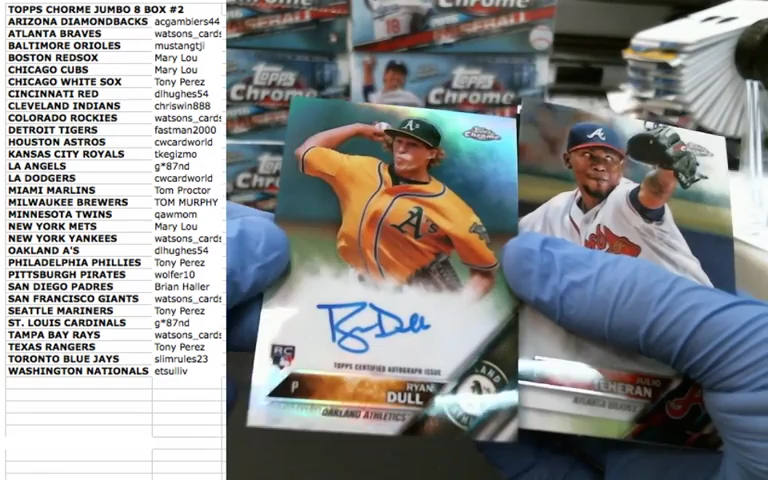 TOPPS CHORME JUMBO 8 BOX #2
ARIZONA DIAMONDBACKS acgamblers44
ATLANTA BRAVES watsons_cards
BALTIMORE ORIOLES mustangtji
BOSTON REDSOX Mary Lou
CHICAGO CUBS Mary Lou
CHICAGO WHITE SOX Tony Perez
CINCINNATI RED dlhughes54
CLEVELAND INDIANS chriswin888
COLORADO ROCKIES watsons_cards
DETROIT TIGERS fastman2000
HOUSTON ASTROS cwcardworld
KANSAS CITY ROYALS tkegizmo
LA ANGELS g*87nd
LA DODGERS cwcardworld
MIAMI MARLINS Tom Proctor
MILWAUKEE BREWERS TOM MURPHY
MINNESOTA TWINS qawmom
NEW YORK METS Mary Lou
NEW YORK YANKEES watsons_cards
OAKLAND A'S dlhughes54
PHILADELPHIA PHILLIES Tony Perez
PITTSBURGH PIRATES wolfer10
SAN DIEGO PADRES Brian Haller
SAN FRANCISCO GIANTS watsons_cards
SEATTLE MARINERS Tony Perez
ST. LOUIS CARDINALS g*87nd
TAMPA BAY RAYS watsons_cards
TEXAS RANGERS Tony Perez
TORONTO BLUE JAYS slimrules23
WASHINGTON NATIONALS etsulliv
18
Topps
Chrome
Chrome
Chrome
A's
A's
Ryan Dull
RC
TOPPS CERTIFIED AUTOGRAPH ISSUE
P
RYAN
DULL
OAKLAND ATHLETICS
A
JULIO
TEHERAN
ATLANTA BRAVES